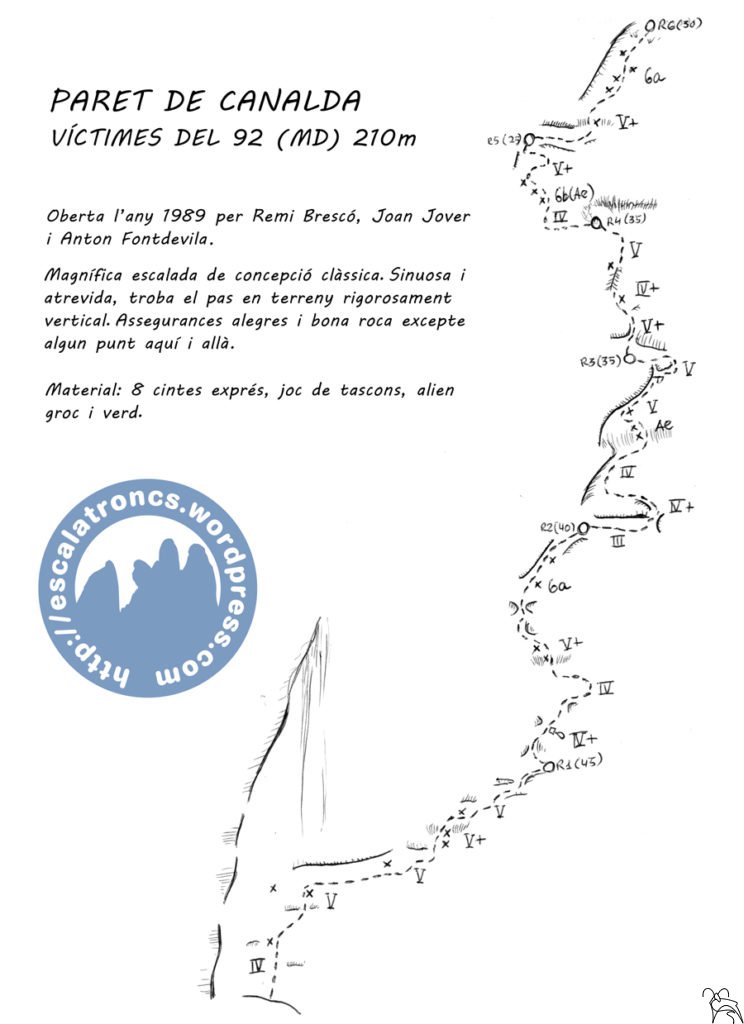 PARET DE CANALDA
VÍCTIMES DEL 92 (MD) 210m
Oberta l'any 1989 per Remi Brescó, Joan Jover
i Anton Fontdevila.
Magnífica escalada de concepció clàssica. Sinuosa i
atrevida, troba el pas en terreny rigorosament
vertical. Assegurances alegres i bona roca excepte
algun punt aquí i allà.
Material: 8 cintes exprés, joc de tascons, alien
groc i verd.
http://escalatroncs.wordpress.com
R6(30)
6a
V+
R5(25)
V+
6b(Ae)
IV
R4(35)
V
IV+
V+
R3(35)
V
V
Ae
IV
IV+
R2(40)
III
6a
V+
IV
IV+
R1(45)
V
V+
V
V
IV